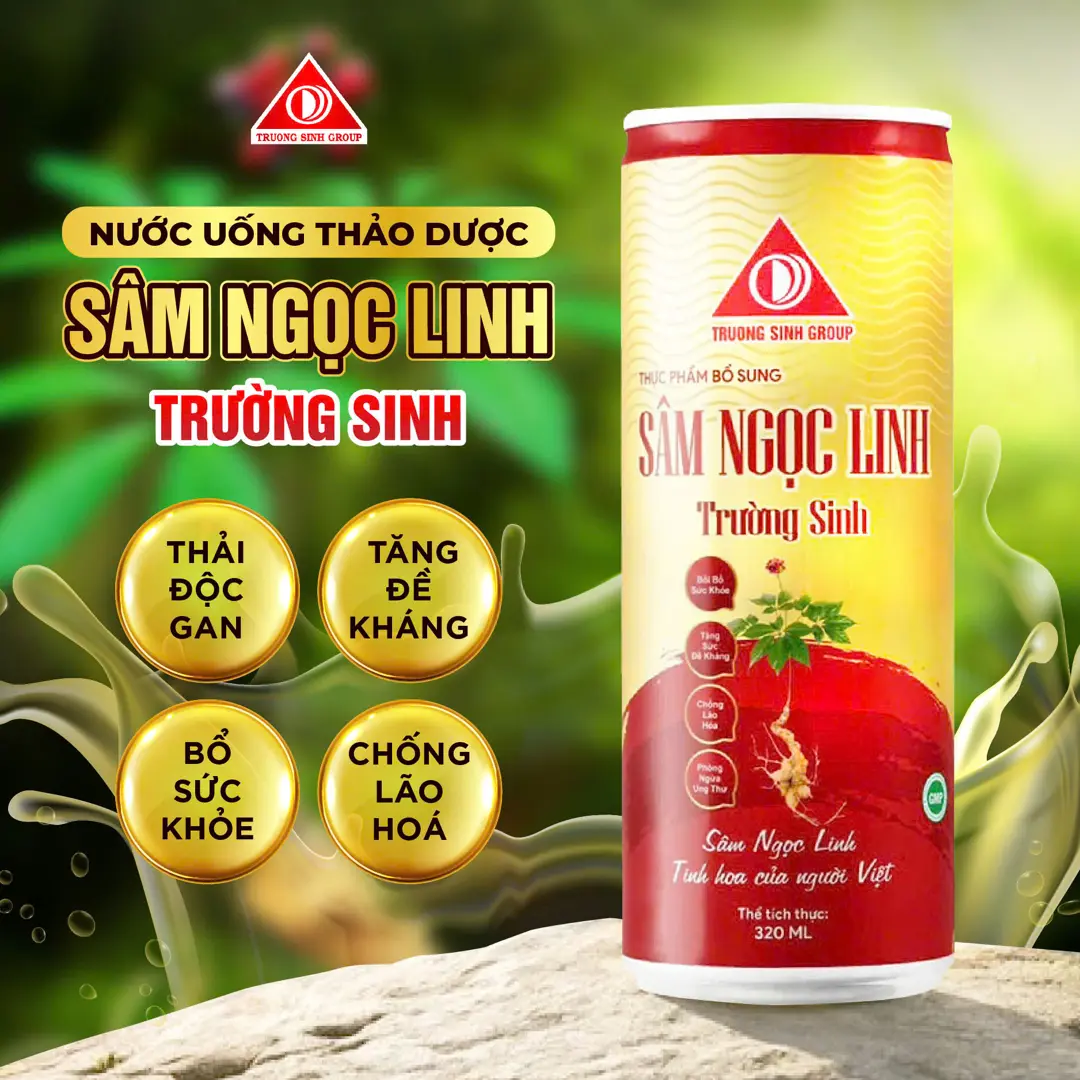 TRUONG SINH GROUP
NƯỚC UỐNG THẢO DƯỢC
SÂM NGỌC LINH
TRƯỜNG SINH
THẢI
ĐỘC
GAN
TĂNG
ĐỀ
KHÁNG
BỔ
SỨC
KHỎE
CHỐNG
LÃO
HOÁ
TRUONG SINH GROUP
THỰC PHẨM BỔ SUNG
SÂM NGỌC LINH
Trường Sinh
Bồi Bổ
Sức Khỏe
Tăng
Sức
Đề Kháng
Chống
Lão
Hóa
Phòng
Ngừa
Ung Thư
GMP
Sâm Ngọc Linh
Tinh hoa của người Việt
Thể tích thực:
320 ML